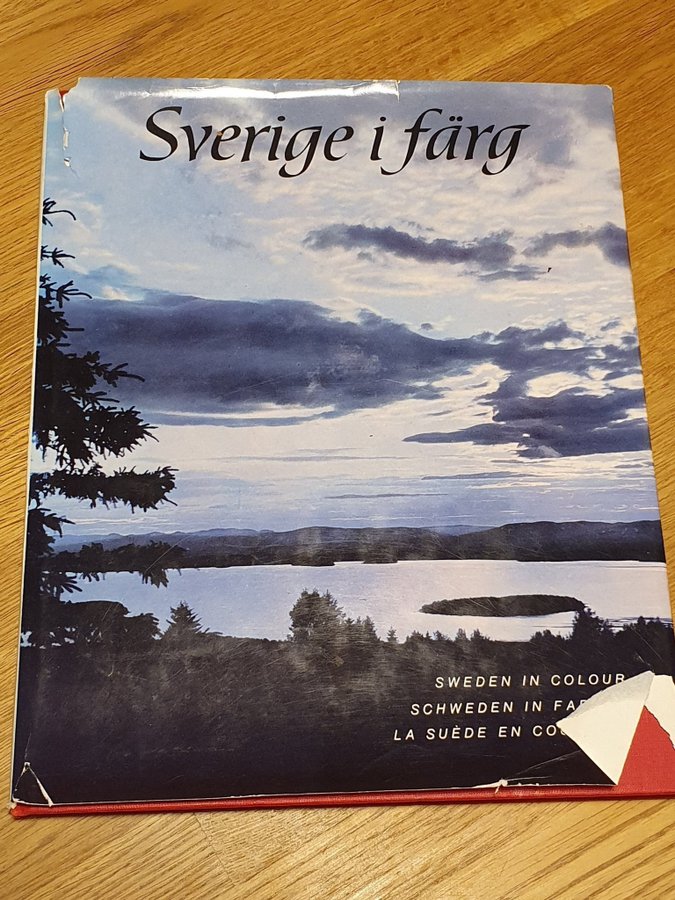 Sverige i färg
SWEDEN IN COLOUR
SCHWEDEN IN
LA SUÈDE EN